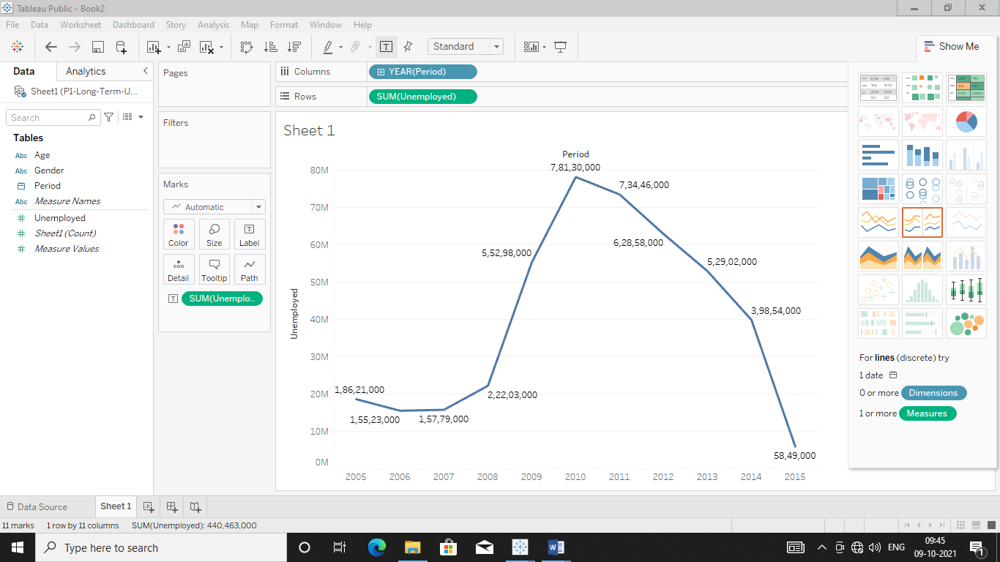 Tableau Public - Book2
File Data Worksheet Dashboard Story Analysis Map Format Window Help
Standard
Show Me
Data Analytics
Sheet1 (P1-Long-Term-U...
Search
Tables
Abc Age
Abc Gender
Period
Abc Measure Names
Unemployed
Sheet1 (Count)
Measure Values
Pages
Filters
Marks
Automatic
Color Size Label
Detail Tooltip Path
SUM(Unemplo..
Columns YEAR(Period)
Rows SUM(Unemployed)
Sheet 1
Period
Unemployed
80M
70M
60M
50M
40M
30M
20M
10M
0M
1,86,21,000
1,55,23,000
1,57,79,000
2,22,03,000
5,52,98,000
7,81,30,000
7,34,46,000
6,28,58,000
5,29,02,000
3,98,54,000
58,49,000
2005 2006 2007 2008 2009 2010 2011 2012 2013 2014 2015
For lines (discrete) try
1 date
0 or more Dimensions
1 or more Measures
Data Source Sheet 1
11 marks 1 row by 11 columns SUM(Unemployed): 440,463,000
Type here to search
ENG
09:45
09-10-2021
1